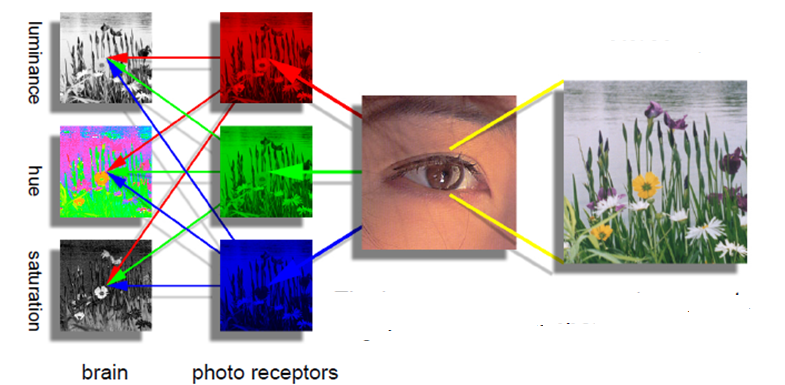 luminance
hue
saturation
brain
photo receptors